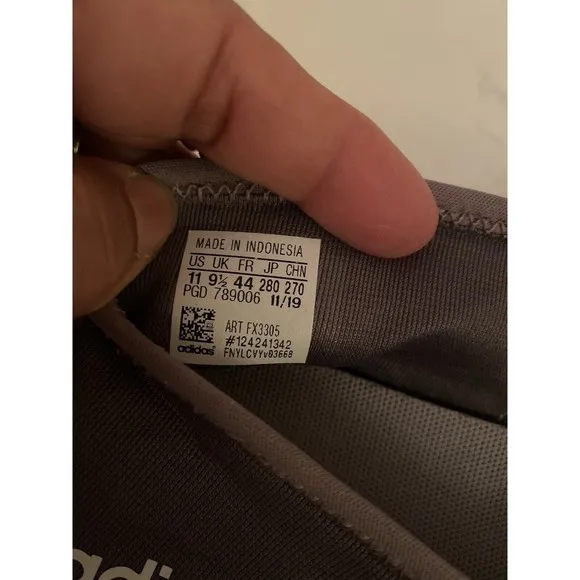 MADE IN INDONESIA
US UK FR JP CHN
11 9½ 44 280 270
PGD 789006 11/19
ART FX3305
#124241342
adidas FNYLCVYv03668
adi